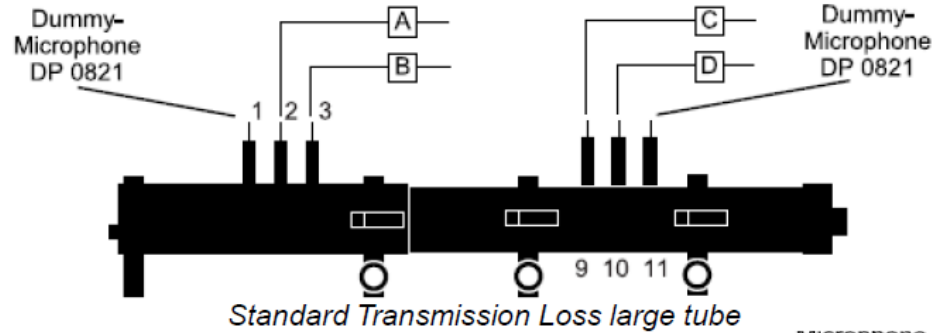 Dummy-
Microphone
DP 0821
A
B
C
D
Dummy-
Microphone
DP 0821
1 2 3
9 10 11
Standard Transmission Loss large tube